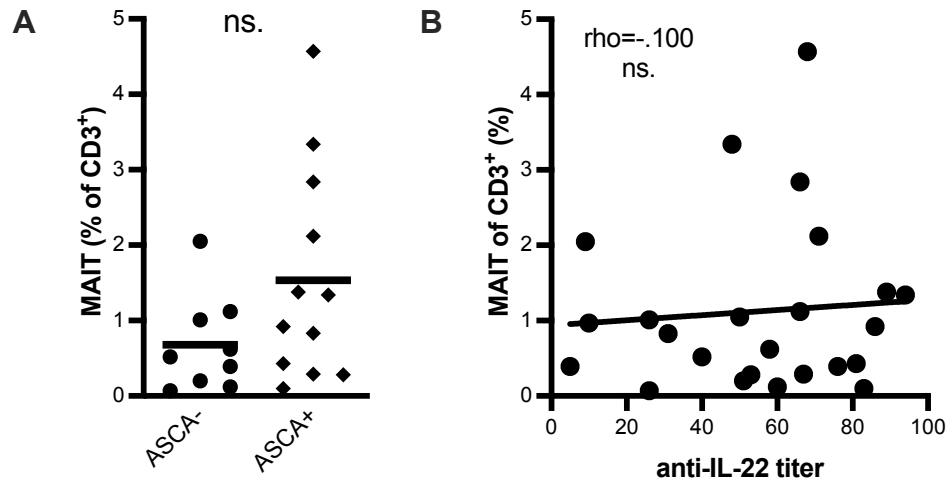 A
ns.
MAIT (% of CD3⁺)
5
4
3
2
1
0
ASCA-
ASCA+
B
rho=-.100
ns.
MAIT of CD3⁺ (%)
5
4
3
2
1
0
0 20 40 60 80 100
anti-IL-22 titer